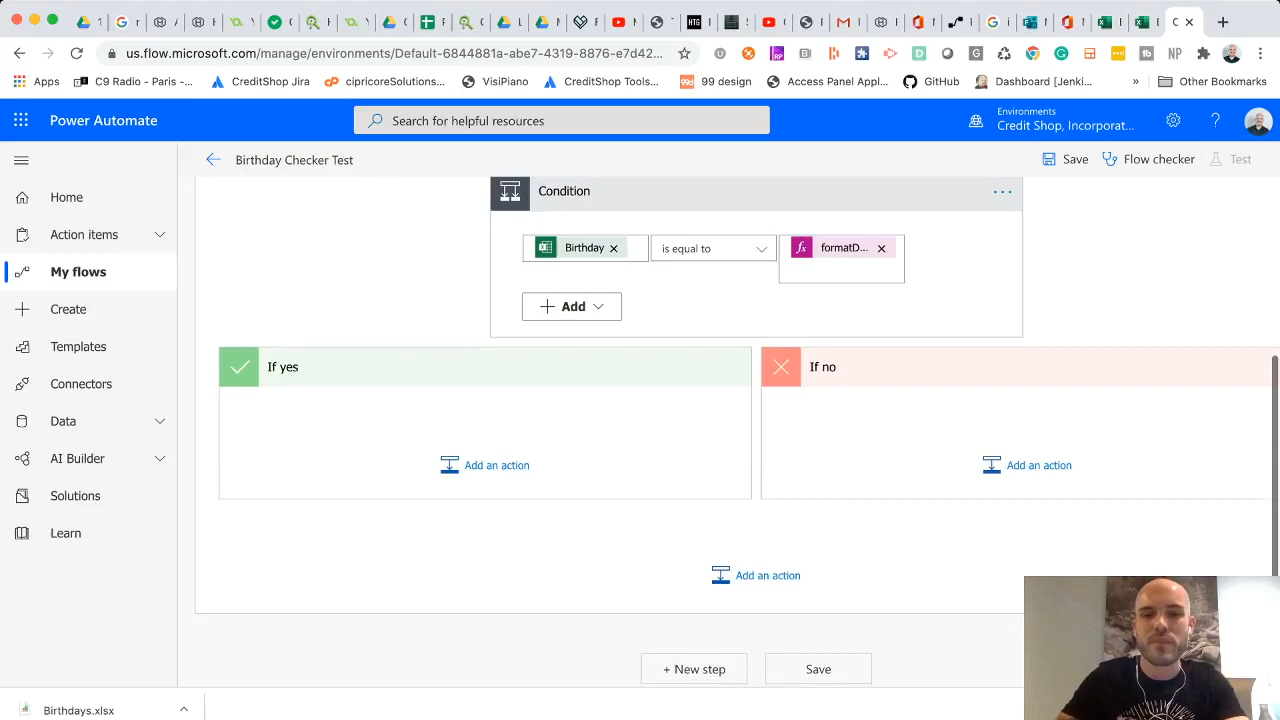 us.flow.microsoft.com/manage/environments/Default-6844881a-abe7-4319-8876-e7d42...
Apps
C9 Radio - Paris -...
CreditShop Jira
cipricoreSolutions...
VisiPiano
CreditShop Tools...
99 design
Access Panel Appl...
GitHub
Dashboard [Jenki...
»
Other Bookmarks
Power Automate
Search for helpful resources
Environments
Credit Shop, Incorporat...
Birthday Checker Test
Save
Flow checker
Test
Home
Action items
My flows
Create
Templates
Connectors
Data
AI Builder
Solutions
Learn
Condition
Birthday
is equal to
formatD...
Add
If yes
If no
Add an action
Add an action
Add an action
+ New step
Save
Birthdays.xlsx